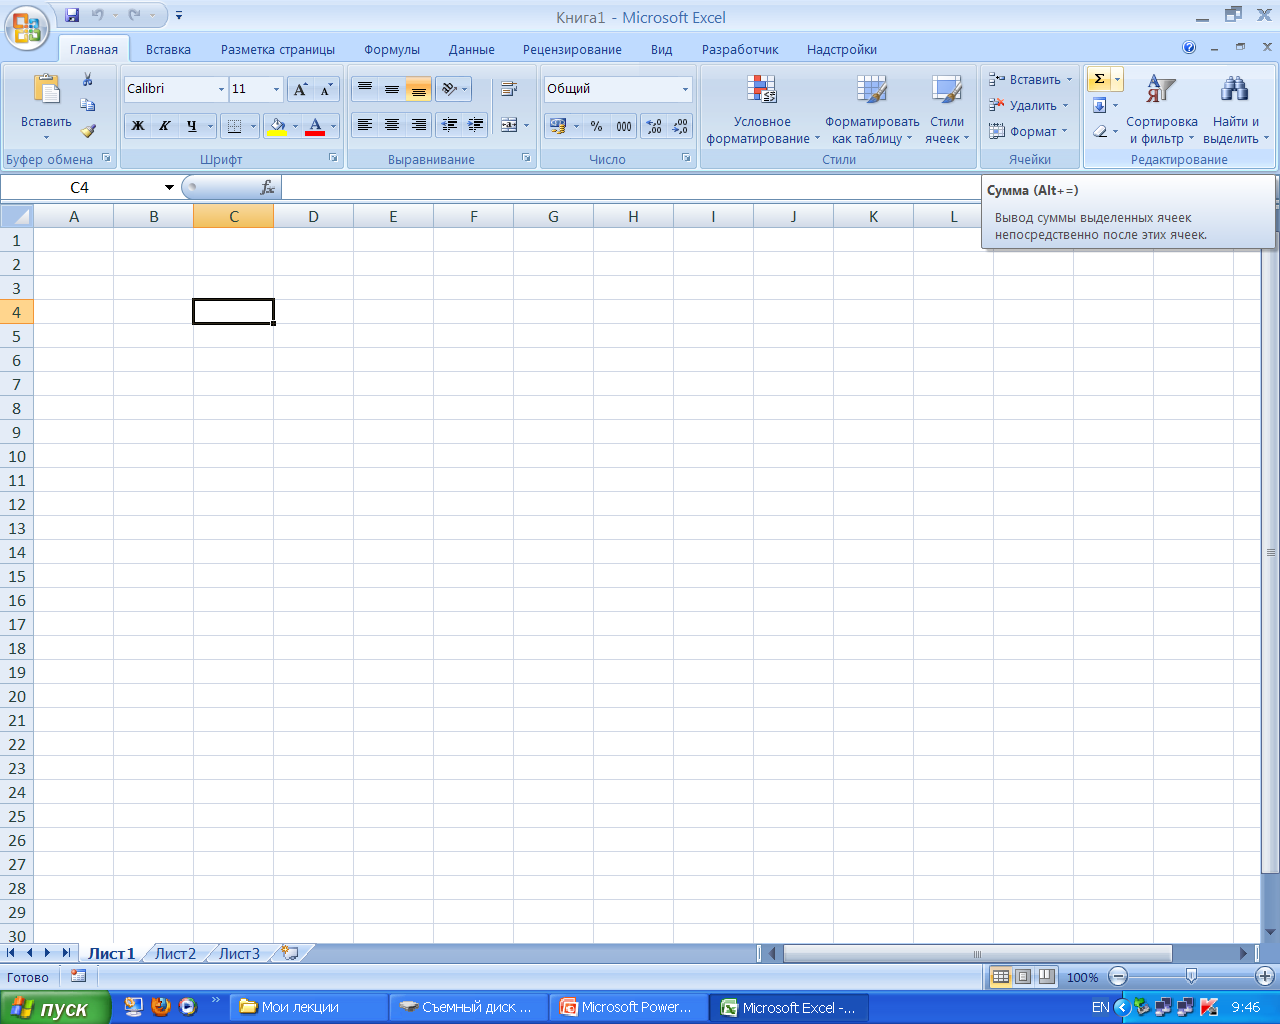 Книга1 - Microsoft Excel
Главная Вставка Разметка страницы Формулы Данные Рецензирование Вид Разработчик Надстройки
Calibri 11 Общий Вставить Σ
Вставить Ж К Ч А % 000 Условное форматирование Форматировать как таблицу Стили ячеек Удалить Формат Сортировка и фильтр Найти и выделить
Буфер обмена Шрифт Выравнивание Число Стили Ячейки Редактирование
C4 fx
Сумма (Alt+=)
Вывод суммы выделенных ячеек
непосредственно после этих ячеек.
A B C D E F G H I J K L
1
2
3
4
5
6
7
8
9
10
11
12
13
14
15
16
17
18
19
20
21
22
23
24
25
26
27
28
29
30
Лист1 Лист2 Лист3
Готово 100%
пуск Мои лекции Съемный диск ... Microsoft Power... Microsoft Excel -... EN 9:46